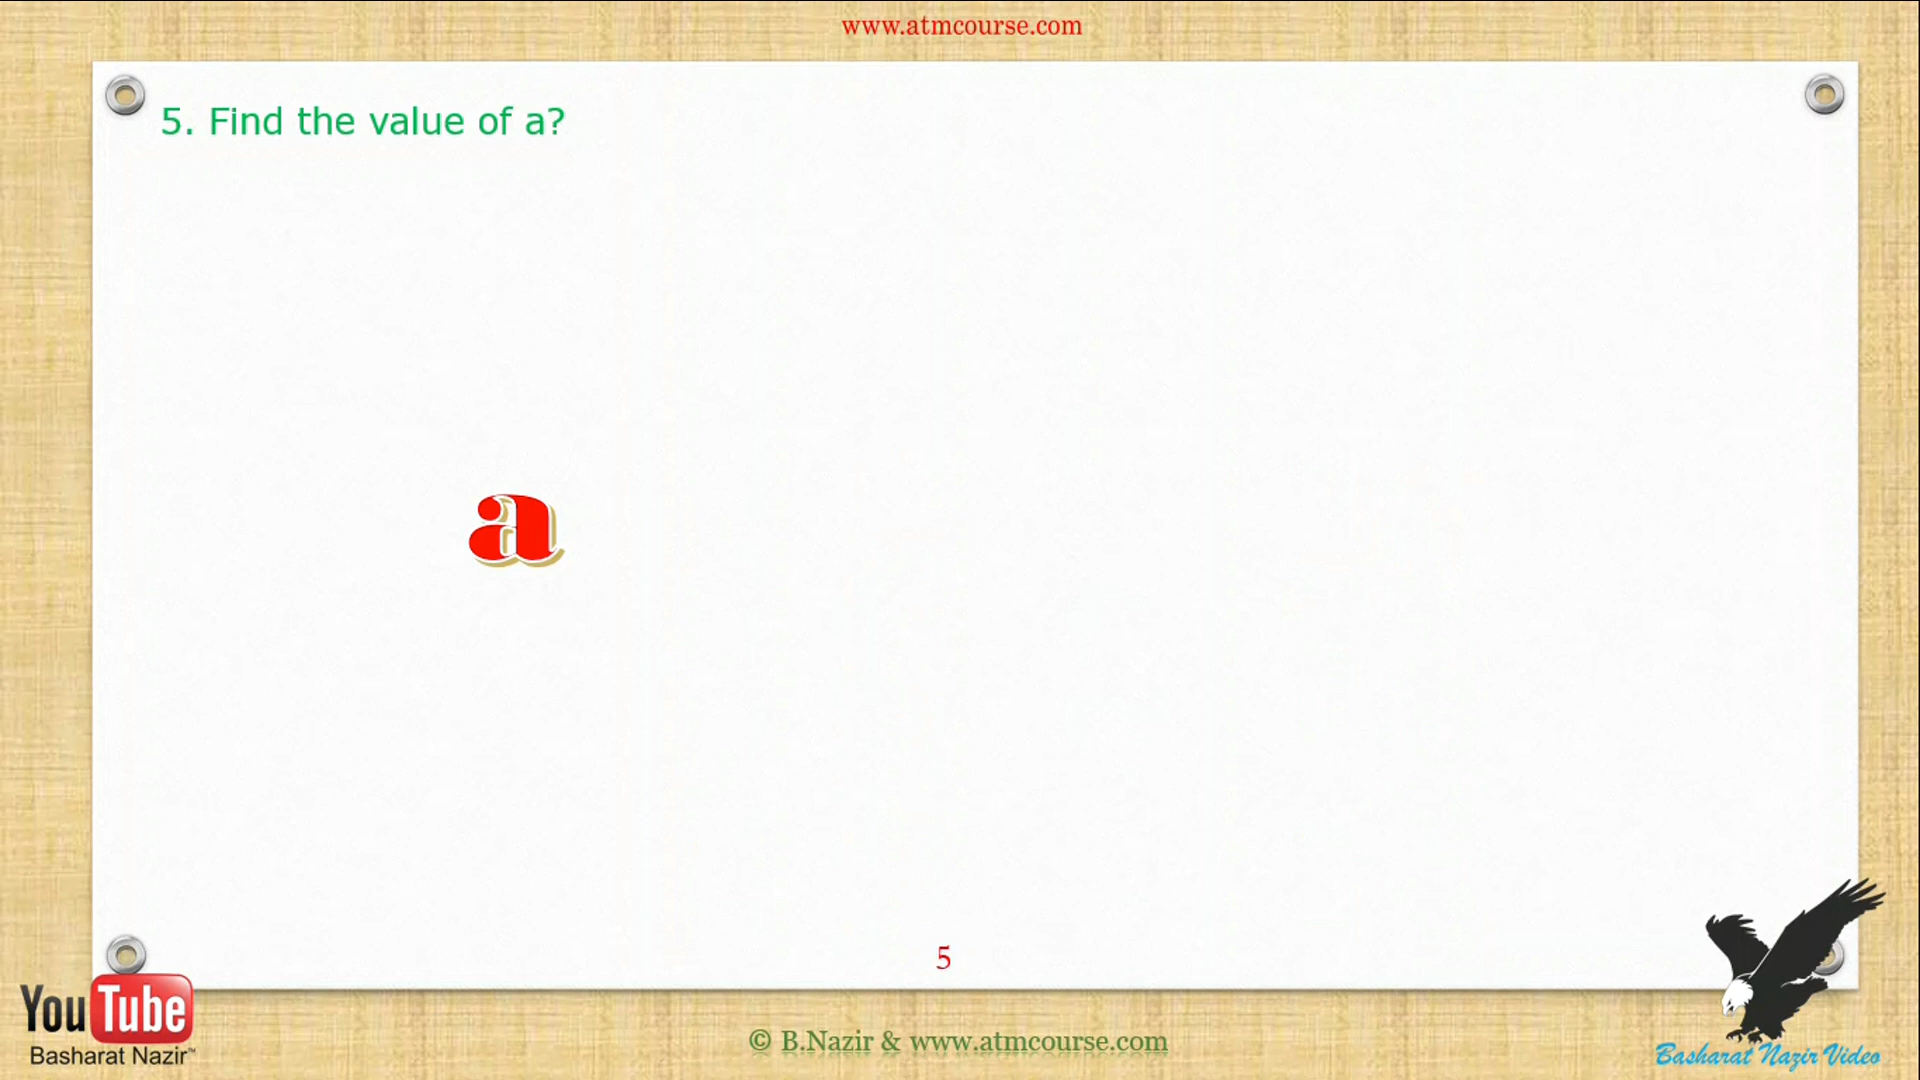 www.atmcourse.com
5. Find the value of a?
a
5
YouTube
Basharat Nazir™
© B.Nazir & www.atmcourse.com
Basharat Nazir Video